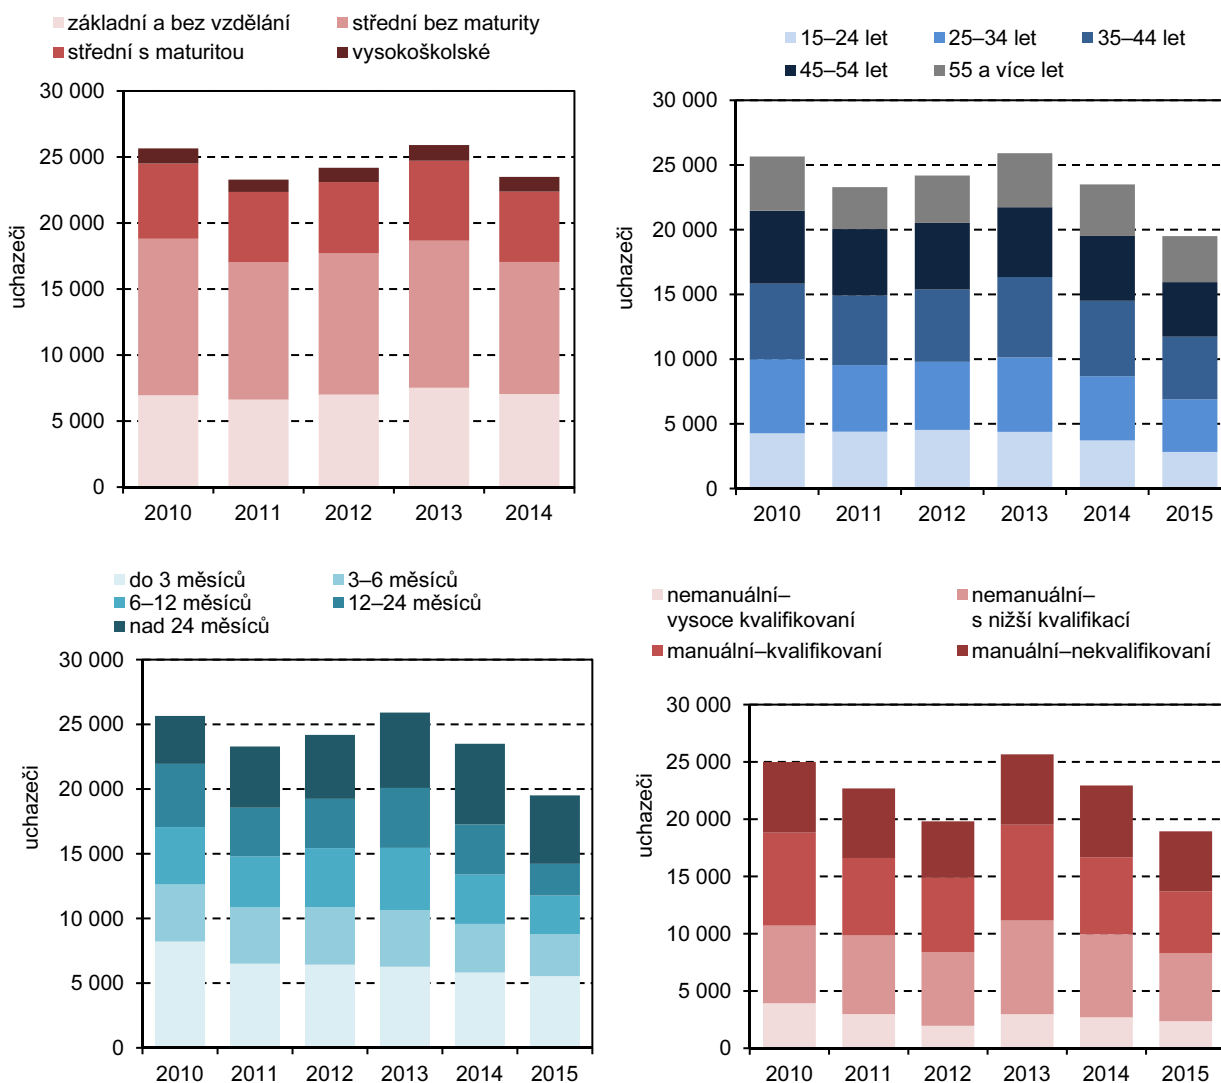 základní a bez vzdělání
střední bez maturity
střední s maturitou
vysokoškolské
30 000
25 000
20 000
15 000
10 000
5 000
0
uchazeči
2010 2011 2012 2013 2014
15–24 let
25–34 let
35–44 let
45–54 let
55 a více let
30 000
25 000
20 000
15 000
10 000
5 000
0
uchazeči
2010 2011 2012 2013 2014 2015
do 3 měsíců
3–6 měsíců
6–12 měsíců
12–24 měsíců
nad 24 měsíců
30 000
25 000
20 000
15 000
10 000
5 000
0
uchazeči
2010 2011 2012 2013 2014 2015
nemanuální–
vysoce kvalifikovaní
nemanuální–
s nižší kvalifikací
manuální–kvalifikovaní
manuální–nekvalifikovaní
30 000
25 000
20 000
15 000
10 000
5 000
0
uchazeči
2010 2011 2012 2013 2014 2015